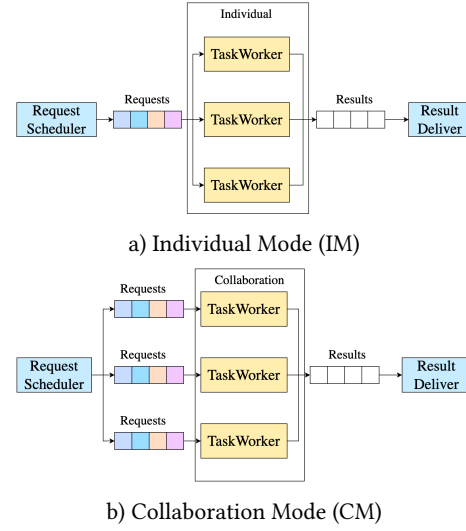 Individual
TaskWorker
Request
Scheduler
Requests
TaskWorker
Results
Result
Deliver
TaskWorker
a) Individual Mode (IM)
Collaboration
Requests
TaskWorker
Request
Scheduler
Requests
TaskWorker
Results
Result
Deliver
Requests
TaskWorker
b) Collaboration Mode (CM)